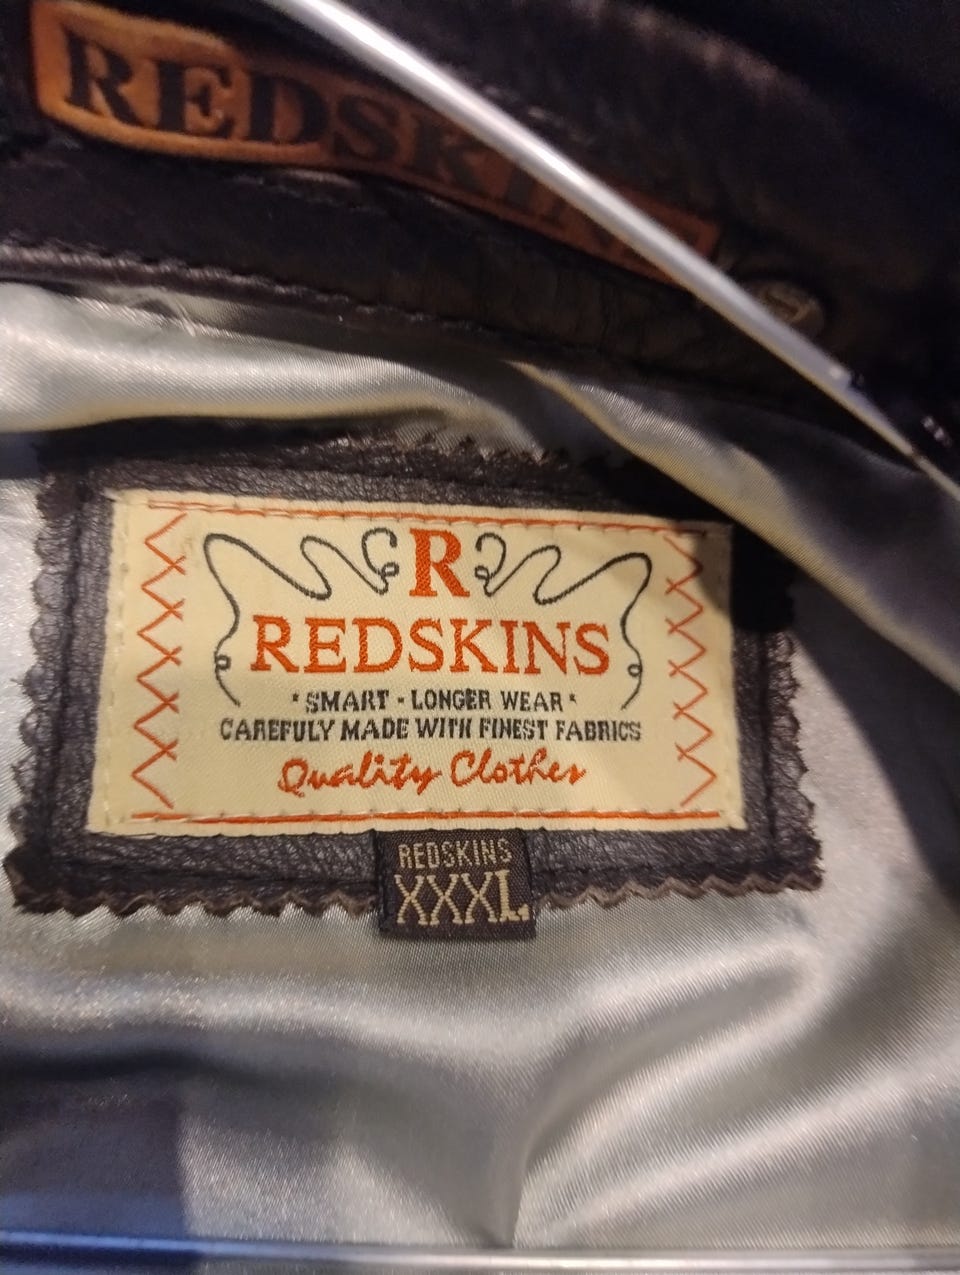 REDSKINS
R
REDSKINS
*SMART - LONGER WEAR*
CAREFULY MADE WITH FINEST FABRICS
Quality Clothes
REDSKINS
XXXL